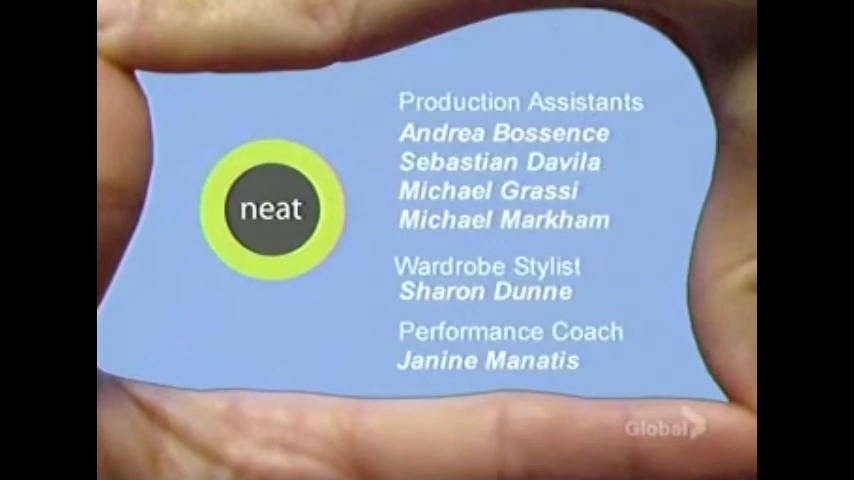 neat
Production Assistants
Andrea Bossence
Sebastian Davila
Michael Grassi
Michael Markham
Wardrobe Stylist
Sharon Dunne
Performance Coach
Janine Manatis
Global